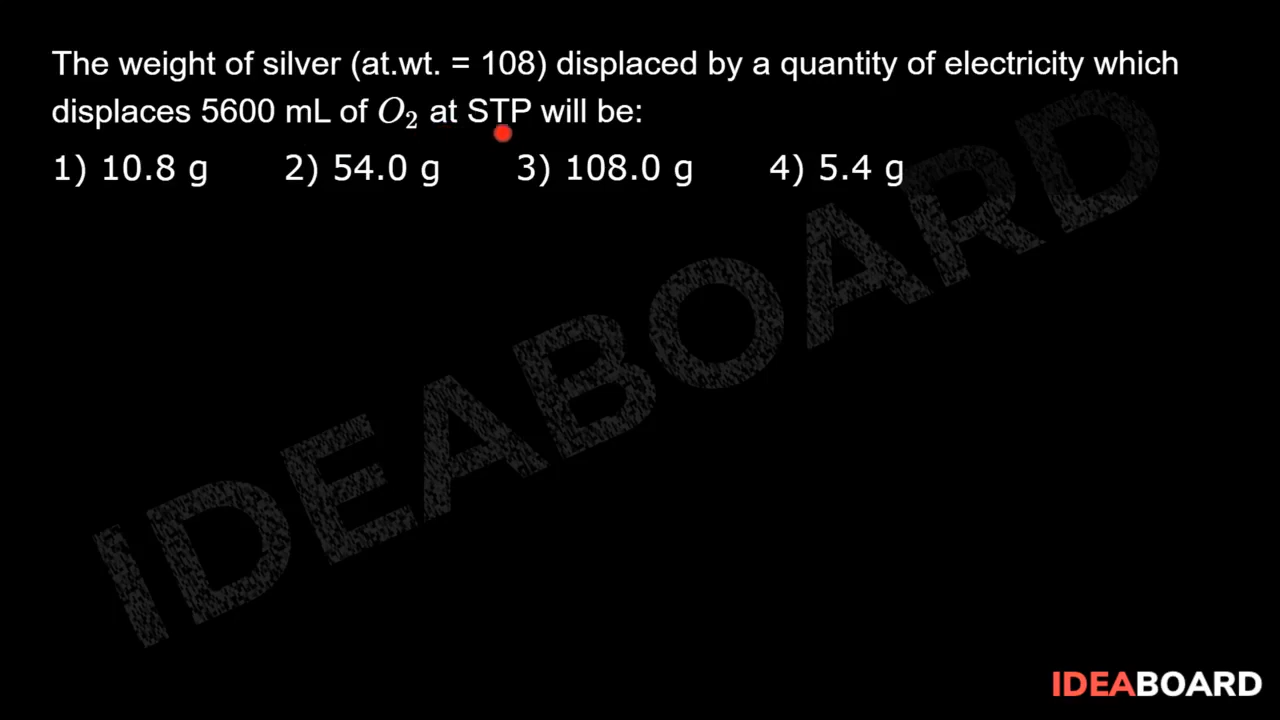 The weight of silver (at.wt. = 108) displaced by a quantity of electricity which
displaces 5600 mL of O₂ at STP will be:
1) 10.8 g 2) 54.0 g 3) 108.0 g 4) 5.4 g
IDEABOARD
IDEABOARD